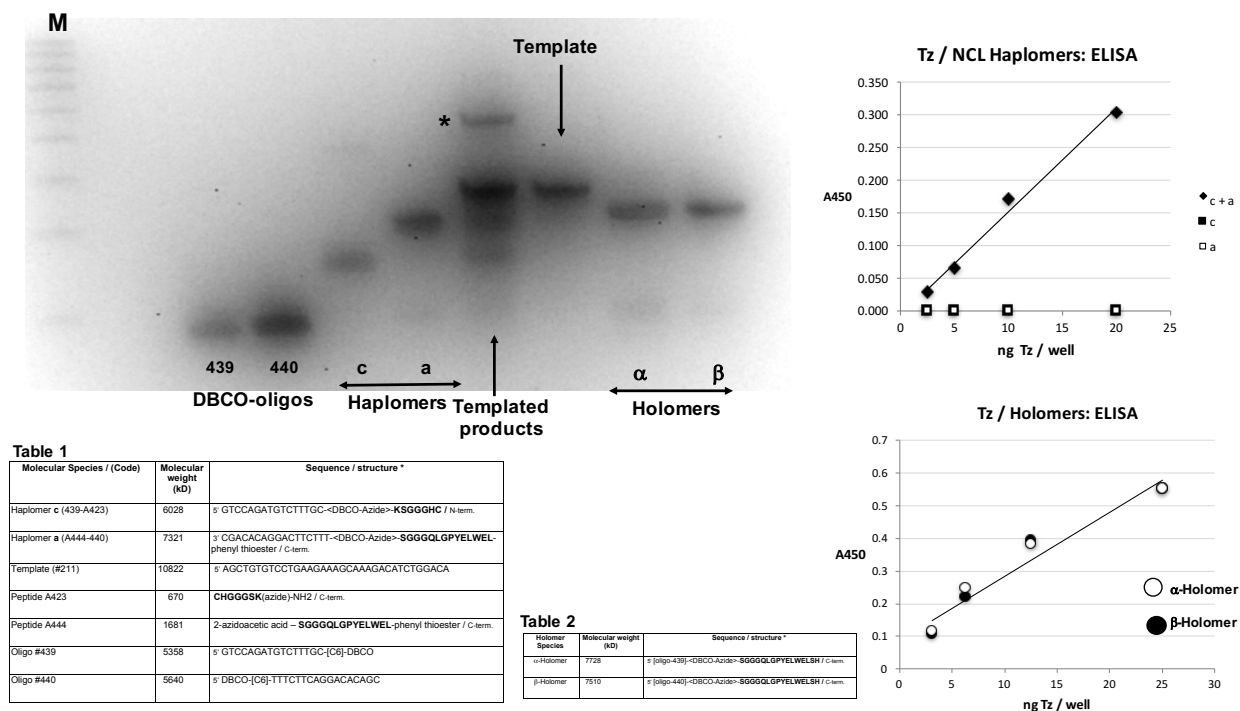 M
Template
*
439 440 c a α β
DBCO-oligos
Haplomers
Templated
products
Holomers
Tz / NCL Haplomers: ELISA
0.350
0.300
0.250
0.200
0.150
0.100
0.050
0.000
A450
0 5 10 15 20 25
ng Tz / well
c + a
c
a
Tz / Holomers: ELISA
0.7
0.6
0.5
0.4
0.3
0.2
0.1
0
A450
0 5 10 15 20 25 30
ng Tz / well
α-Holomer
β-Holomer
Table 1
Molecular Species / (Code) Molecular weight (kD) Sequence / structure *
Haplomer c (439-A423) 6028 5' GTCCAGATGTCTTTGC-<DBCO-Azide>-KSGGGHC / N-term.
Haplomer a (A444-440) 7321 3' CGACACAGGACTTCTTT-<DBCO-Azide>-SGGGQLGPYELWEL-
phenyl thioester / C-term.
Template (#211) 10822 5' AGCTGTGTCCTGAAGAAAGCAAAGACATCTGGACA
Peptide A423 670 CHGGGSK(azide)-NH2 / C-term.
Peptide A444 1681 2-azidoacetic acid – SGGGQLGPYELWEL-phenyl thioester / C-term.
Oligo #439 5358 5' GTCCAGATGTCTTTGC-[C6]-DBCO
Oligo #440 5640 5' DBCO-[C6]-TTTCTTCAGGACACAGC
Table 2
Holomer Species Molecular weight (kD) Sequence / structure *
α-Holomer 7728 5' [oligo-439]-<DBCO-Azide>-SGGGQLGPYELWELSH / C-term.
β-Holomer 7510 5' [oligo-440]-<DBCO-Azide>-SGGGQLGPYELWELSH / C-term.